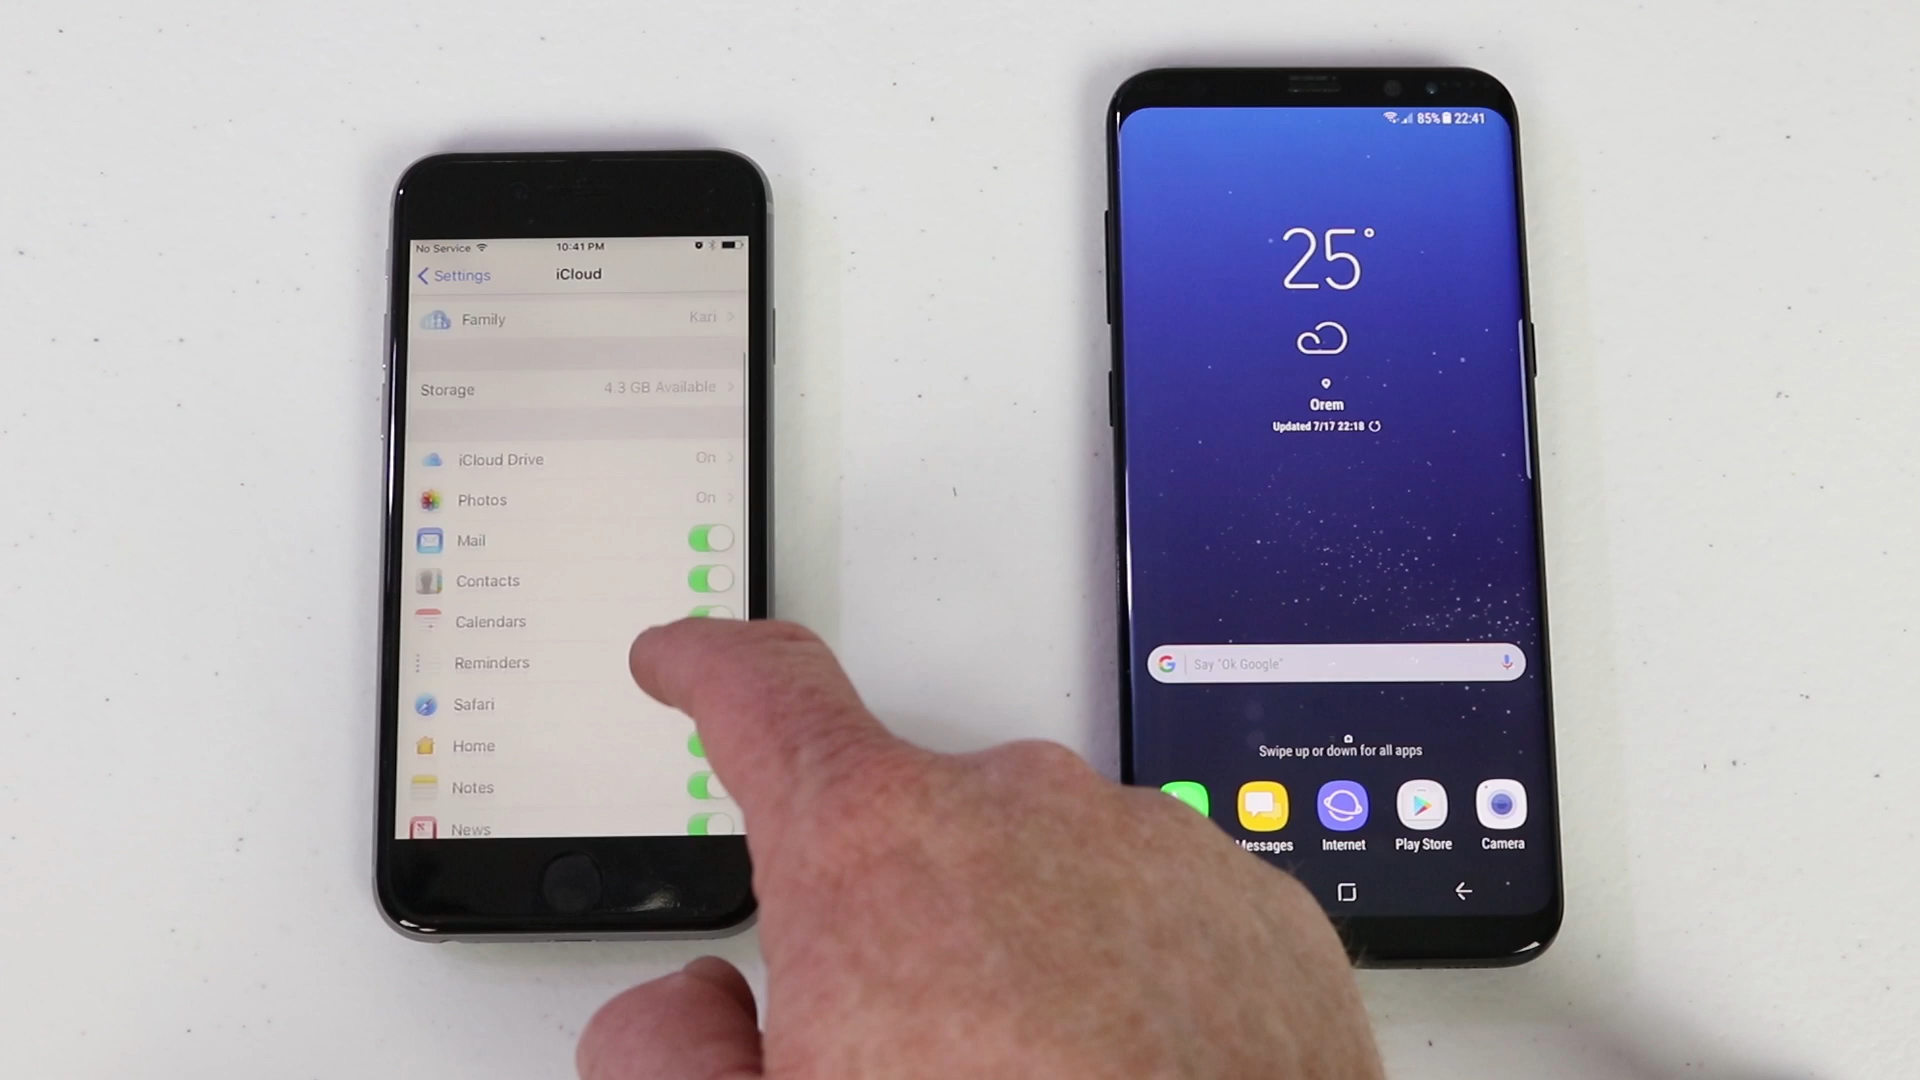 No Service 10:41 PM
Settings iCloud
Family Kari
Storage 4.3 GB Available
iCloud Drive On
Photos On
Mail
Contacts
Calendars
Reminders
Safari
Home
Notes
News
85% 22:41
25°
Orem
Updated 7/17 22:18
G Say "Ok Google"
Swipe up or down for all apps
Messages Internet Play Store Camera